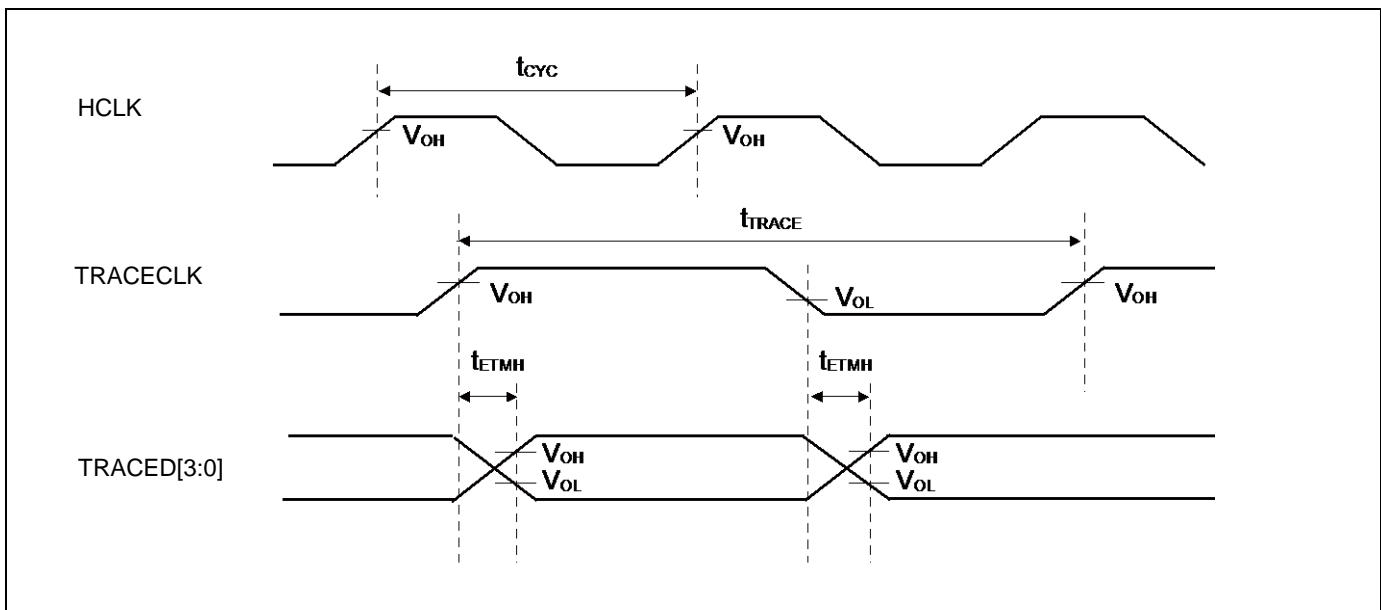 tCYC
HCLK
VOH VOH
tTRACE
TRACECLK
VOH VOL VOH
tETMH tETMH
TRACED[3:0]
VOH VOH
VOL VOL